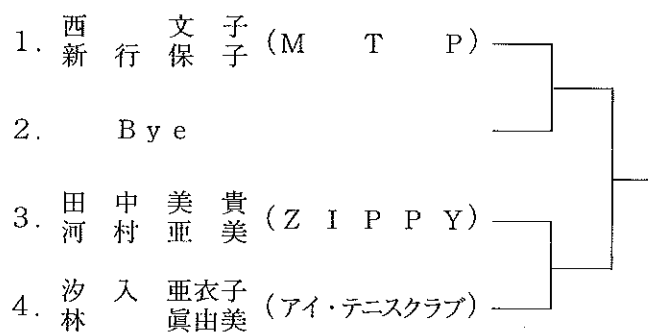 1. 西 文 子 (M T P)
新 行 保 子
2. Bye
3. 田 中 美 貴 (Z I P P Y)
河 村 亜 美
4. 汐 入 亜衣子 (アイ・テニスクラブ)
林 眞由美